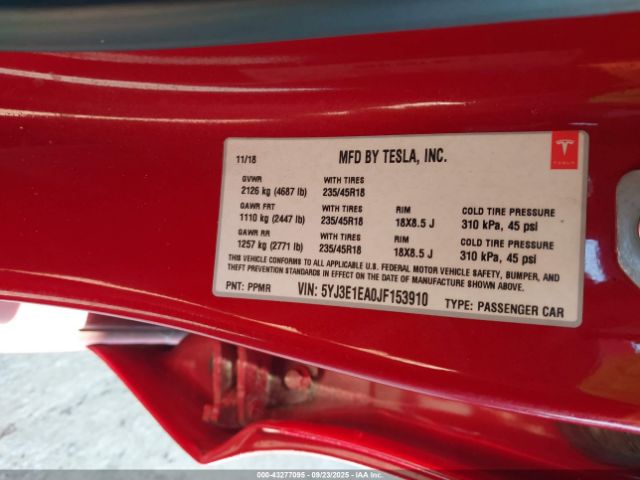 11/18 MFD BY TESLA, INC.
TESLA
GVWR WITH TIRES
2126 kg (4687 lb) 235/45R18
GAWR FRT WITH TIRES RIM COLD TIRE PRESSURE
1110 kg (2447 lb) 235/45R18 18X8.5 J 310 kPa, 45 psi
GAWR RR WITH TIRES RIM COLD TIRE PRESSURE
1257 kg (2771 lb) 235/45R18 18X8.5 J 310 kPa, 45 psi
THIS VEHICLE CONFORMS TO ALL APPLICABLE U.S. FEDERAL MOTOR VEHICLE SAFETY, BUMPER, AND
THEFT PREVENTION STANDARDS IN EFFECT ON THE DATE OF MANUFACTURE SHOWN ABOVE.
PNT: PPMR VIN: 5YJ3E1EA0JF153910 TYPE: PASSENGER CAR
000-43277095 - 09/23/2025 - COPYRIGHT IAA, LLC